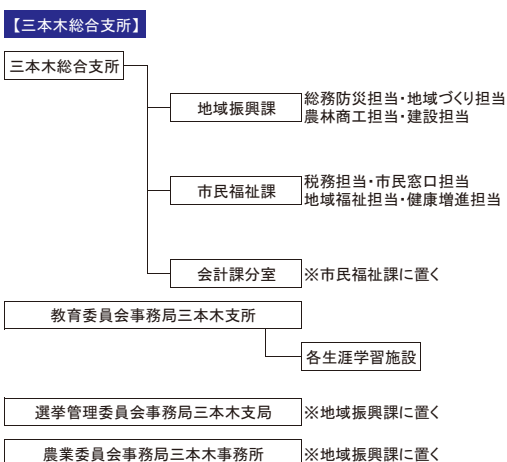 【三本木総合支所】
三本木総合支所
地域振興課
総務防災担当・地域づくり担当
農林商工担当・建設担当
市民福祉課
税務担当・市民窓口担当
地域福祉担当・健康増進担当
会計課分室
※市民福祉課に置く
教育委員会事務局三本木支所
各生涯学習施設
選挙管理委員会事務局三本木支局
※地域振興課に置く
農業委員会事務局三本木事務所
※地域振興課に置く